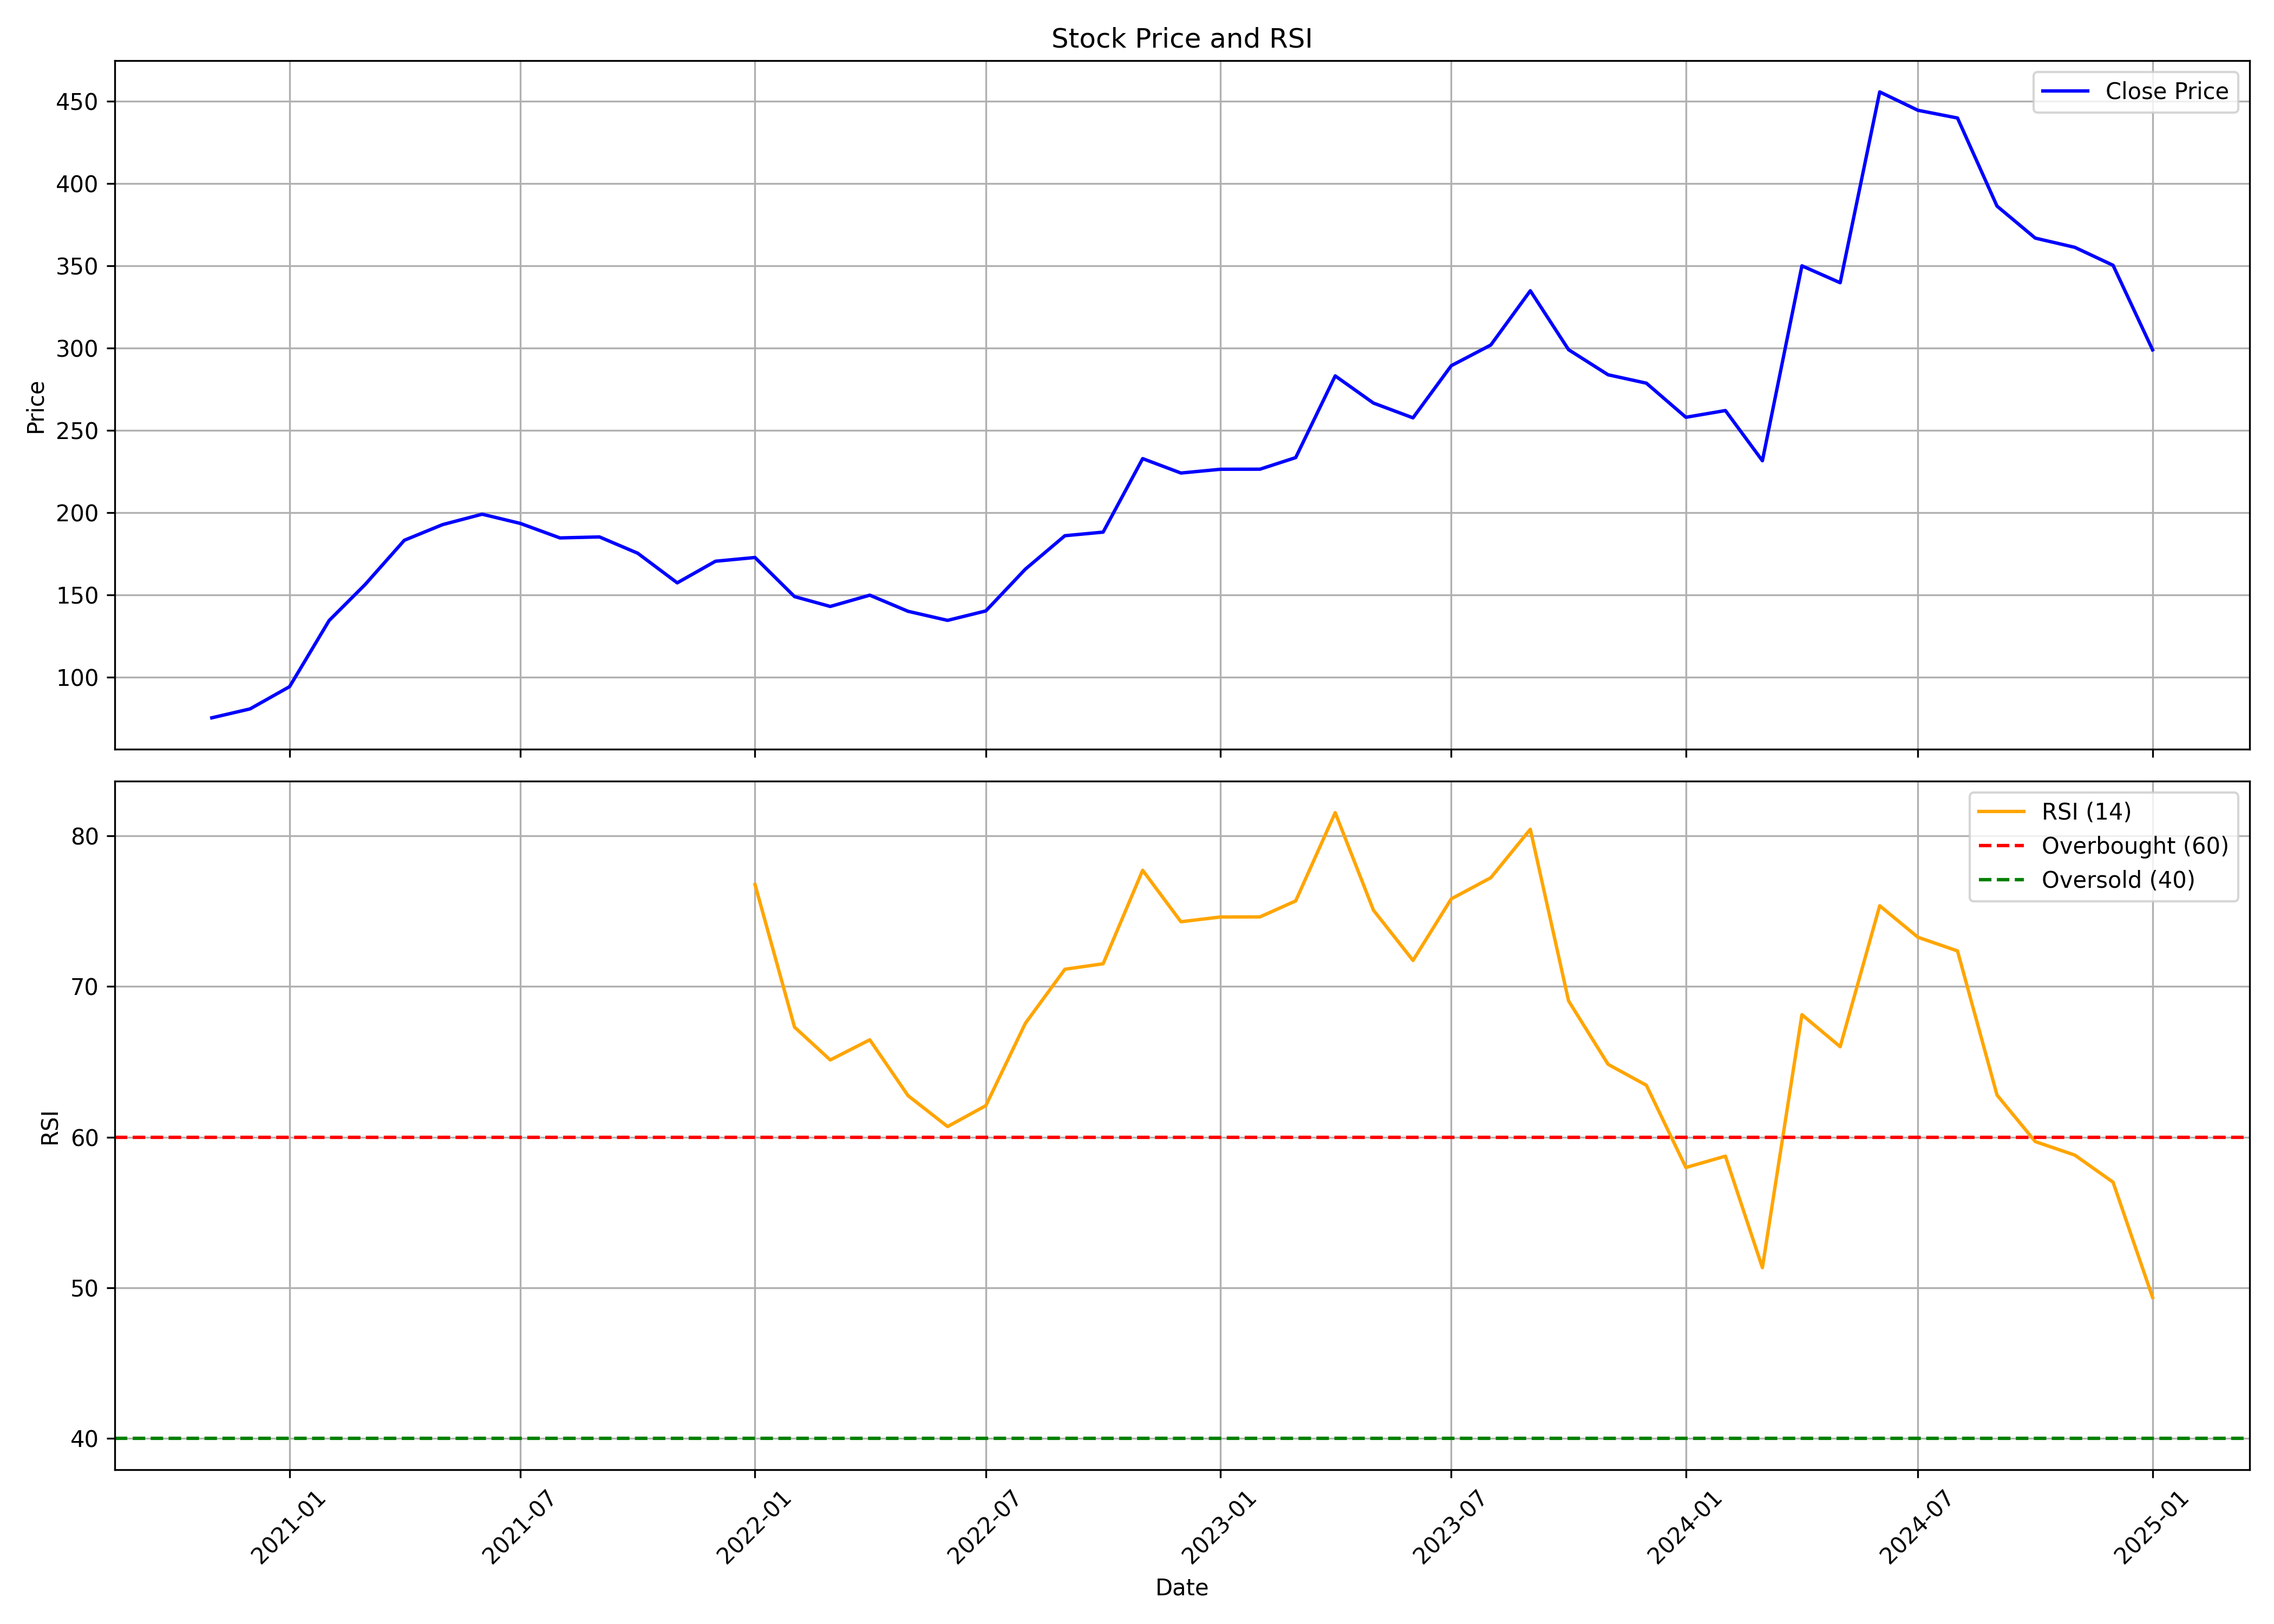 Stock Price and RSI
Close Price
450
400
350
300
250
200
150
100
Price
RSI (14)
Overbought (60)
Oversold (40)
80
70
60
50
40
RSI
2021-01
2021-07
2022-01
2022-07
2023-01
2023-07
2024-01
2024-07
2025-01
Date